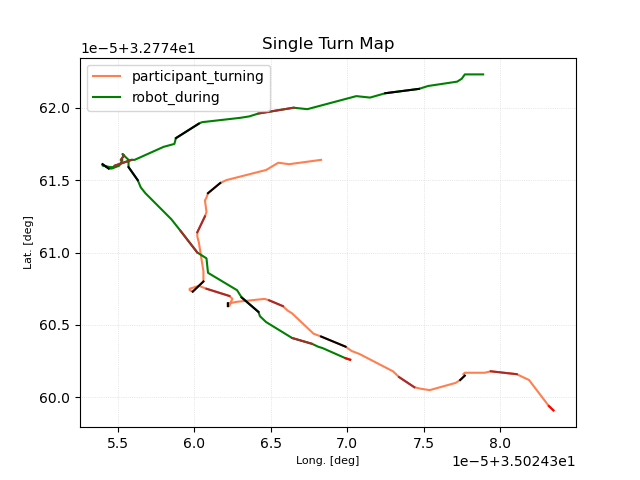 1e−5+3.2774e1
Single Turn Map
participant_turning
robot_during
62.0
61.5
61.0
60.5
60.0
Lat. [deg]
5.5 6.0 6.5 7.0 7.5 8.0
Long. [deg]
1e−5+3.50243e1